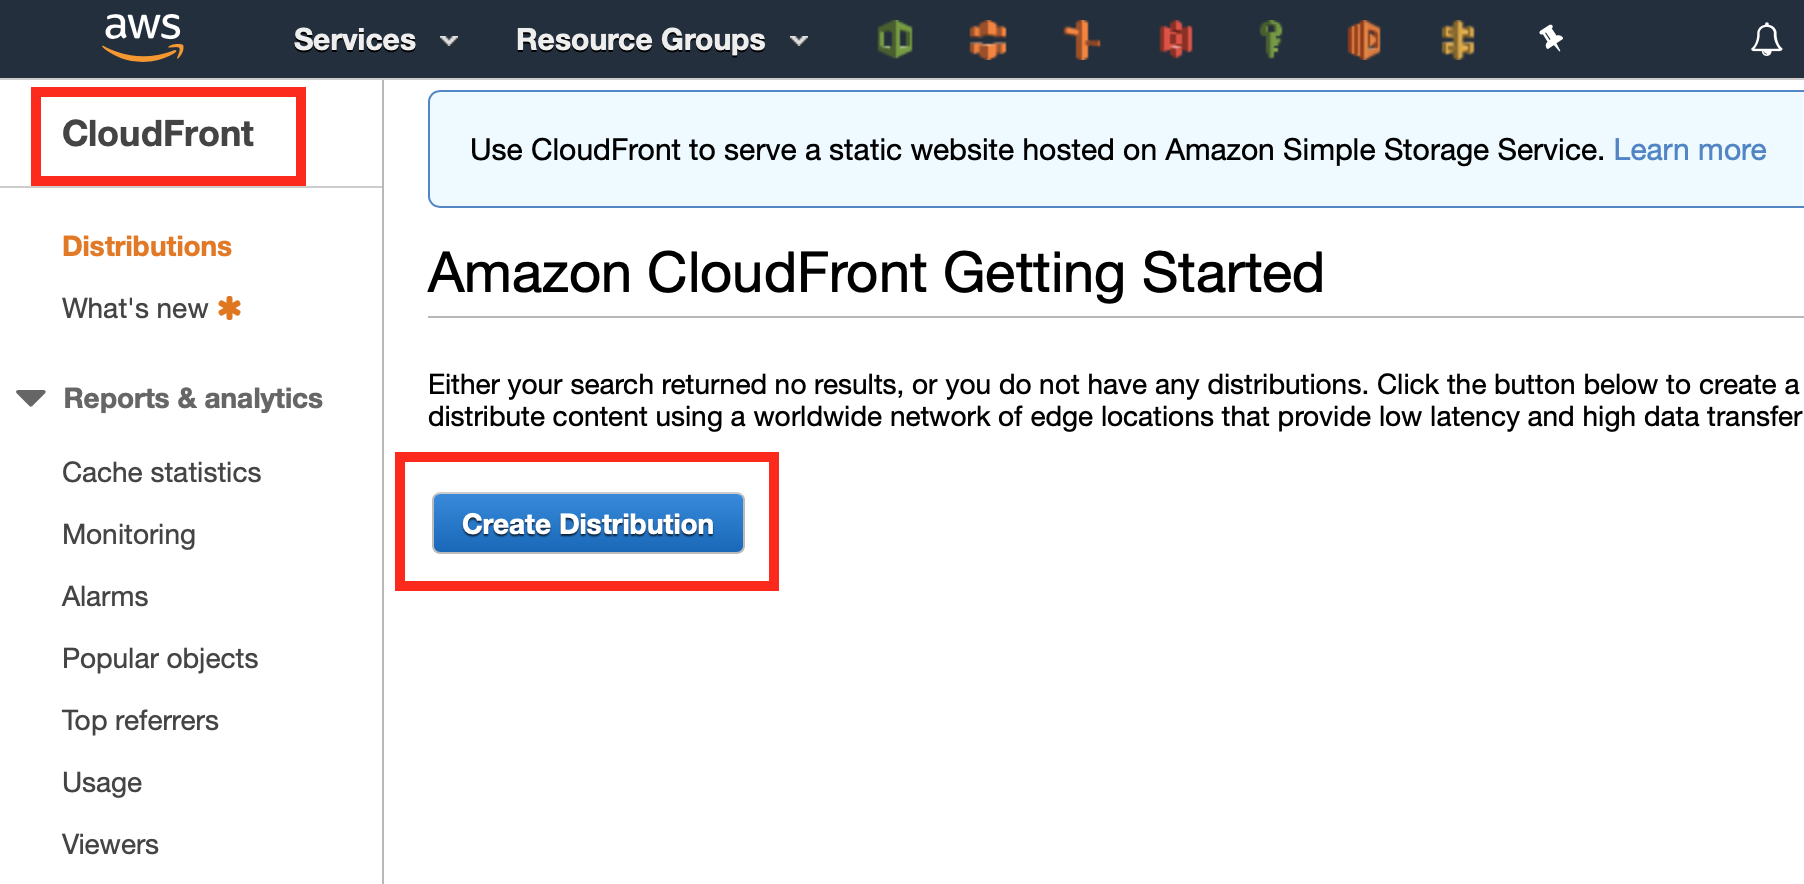 aws
Services
Resource Groups
CloudFront
Distributions
What's new
Reports & analytics
Cache statistics
Monitoring
Alarms
Popular objects
Top referrers
Usage
Viewers
Use CloudFront to serve a static website hosted on Amazon Simple Storage Service. Learn more
Amazon CloudFront Getting Started
Either your search returned no results, or you do not have any distributions. Click the button below to create a
distribute content using a worldwide network of edge locations that provide low latency and high data transfer
Create Distribution